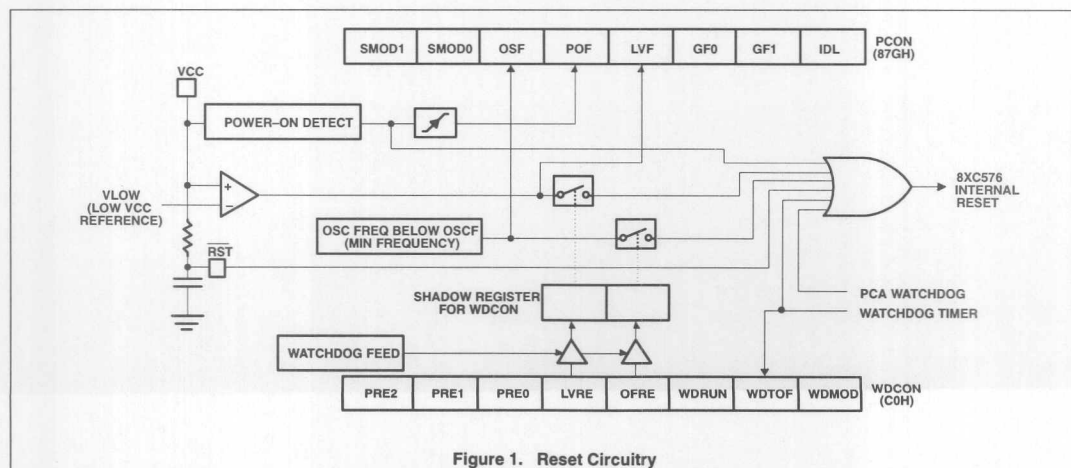 SMOD1 SMOD0 OSF POF LVF GF0 GF1 IDL PCON
(87GH)
VCC
POWER–ON DETECT
8XC576
INTERNAL
RESET
VLOW
(LOW VCC
REFERENCE)
+
–
OSC FREQ BELOW OSCF
(MIN FREQUENCY)
RST
SHADOW REGISTER
FOR WDCON
PCA WATCHDOG
WATCHDOG TIMER
WATCHDOG FEED
PRE2 PRE1 PRE0 LVRE OFRE WDRUN WDTOF WDMOD WDCON
(C0H)
Figure 1. Reset Circuitry